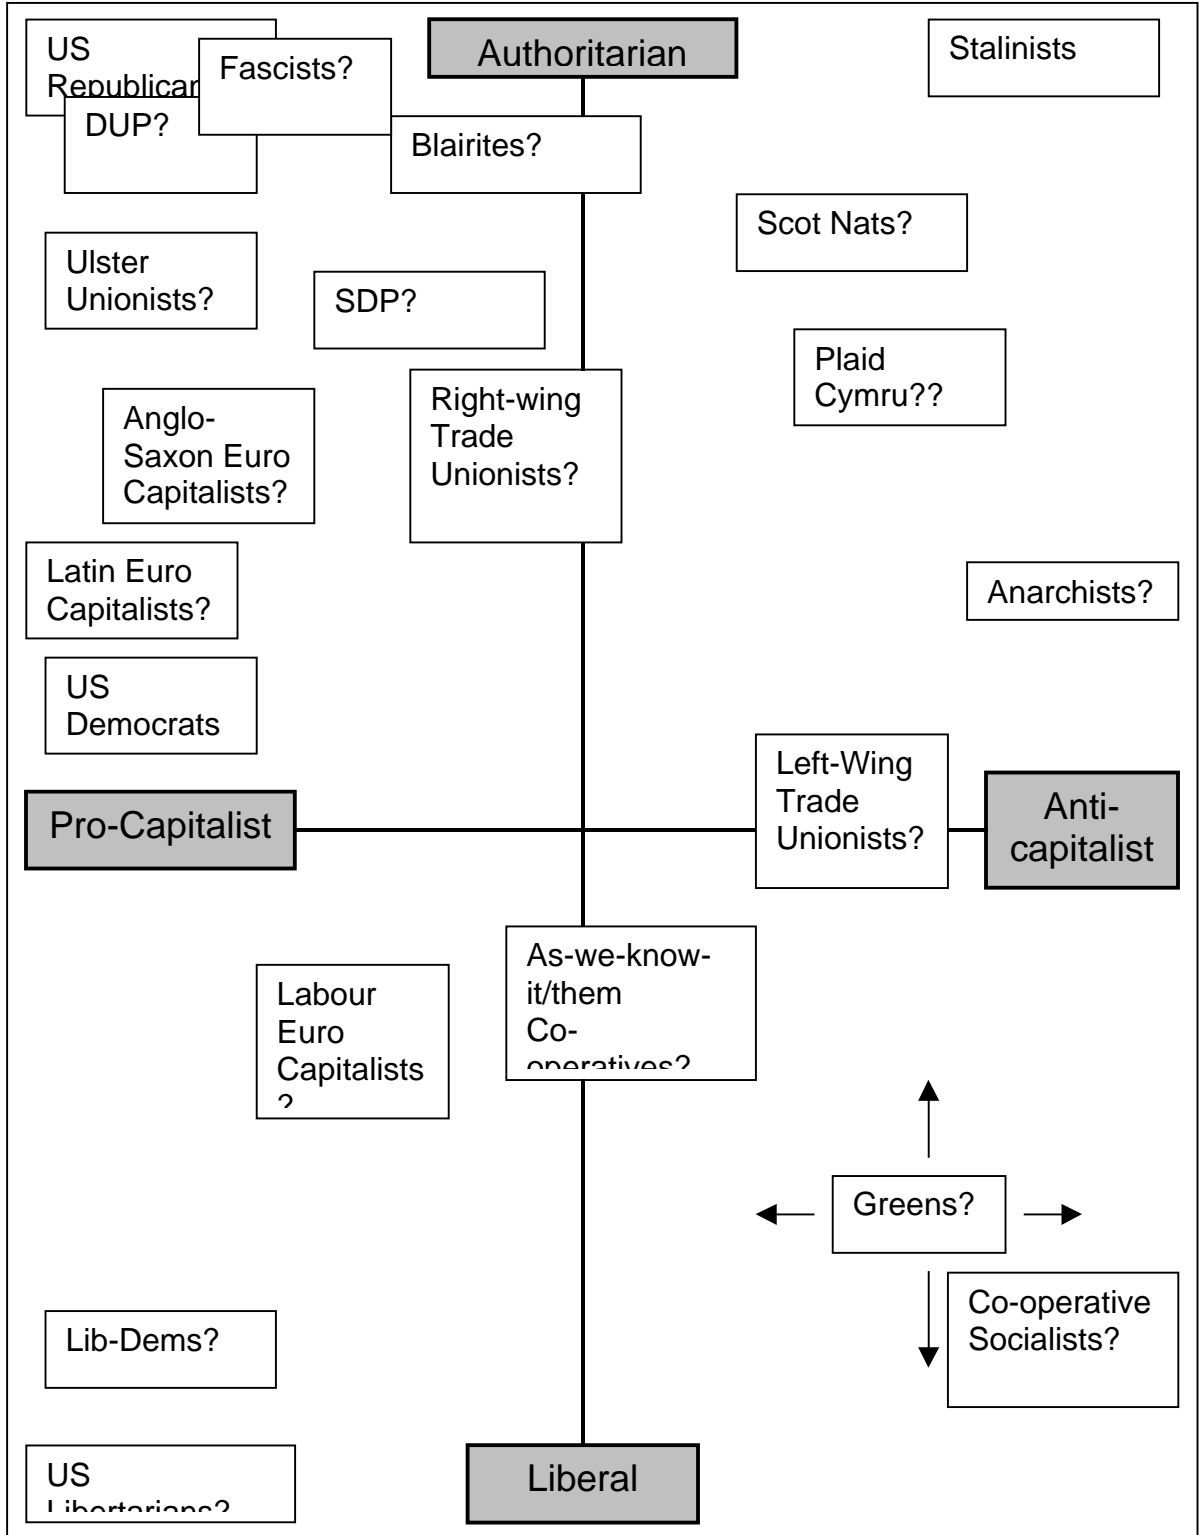 US
Republican
Fascists?
Authoritarian
Stalinists
DUP?
Blairites?
Scot Nats?
Ulster
Unionists?
SDP?
Plaid
Cymru??
Anglo-
Saxon Euro
Capitalists?
Right-wing
Trade
Unionists?
Latin Euro
Capitalists?
Anarchists?
US
Democrats
Left-Wing
Trade
Unionists?
Pro-Capitalist
Anti-
capitalist
As-we-know-
it/them
Co-
operatives?
Labour
Euro
Capitalists
?
Greens?
Co-operative
Socialists?
Lib-Dems?
US
Libertarians?
Liberal